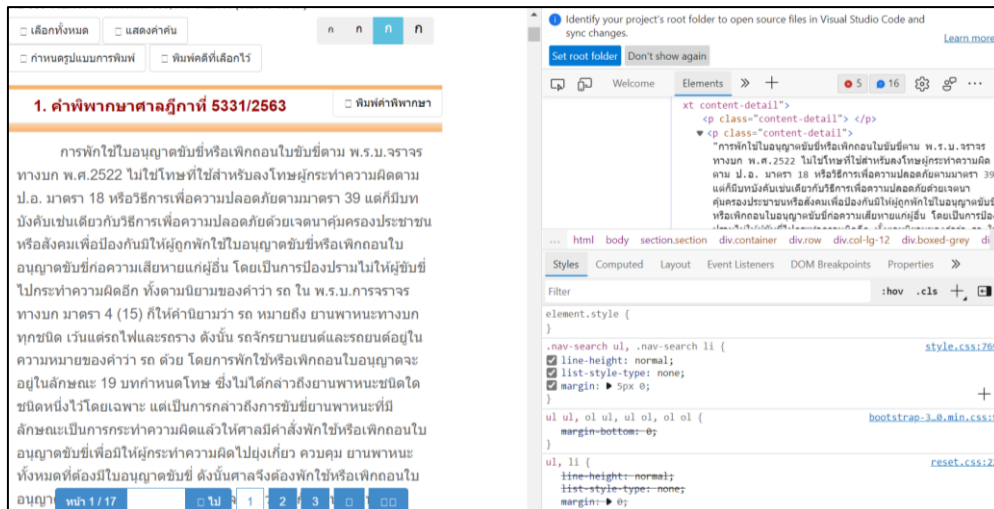 เลือกทั้งหมด
แสดงคำค้น
ก ก ก ก
กำหนดรูปแบบการพิมพ์
พิมพ์คดีที่เลือกไว้
1. คำพิพากษาศาลฎีกาที่ 5331/2563
พิมพ์คำพิพากษา
การพักใช้ใบอนุญาตขับขี่หรือเพิกถอนใบขับขี่ตาม พ.ร.บ.จราจร
ทางบก พ.ศ.2522 ไม่ใช่โทษที่ใช้สำหรับลงโทษผู้กระทำความผิดตาม
ป.อ. มาตรา 18 หรือวิธีการเพื่อความปลอดภัยตามมาตรา 39 แต่ก็มีบท
บังคับเช่นเดียวกับวิธีการเพื่อความปลอดภัยด้วยเจตนาคุ้มครองประชาชน
หรือสังคมเพื่อป้องกันมิให้ผู้ถูกพักใช้ใบอนุญาตขับขี่หรือเพิกถอนใบ
อนุญาตขับขี่ก่อความเสียหายแก่ผู้อื่น โดยเป็นการป้องปรามไม่ให้ผู้ขับขี่
ไปกระทำความผิดอีก ทั้งตามนิยามของคำว่า รถ ใน พ.ร.บ.การจราจร
ทางบก มาตรา 4 (15) ก็ให้คำนิยามว่า รถ หมายถึง ยานพาหนะทางบก
ทุกชนิด เว้นแต่รถไฟและรถราง ดังนั้น รถจักรยานยนต์และรถยนต์อยู่ใน
ความหมายของคำว่า รถ ด้วย โดยการพักใช้หรือเพิกถอนใบอนุญาตจะ
อยู่ในลักษณะ 19 บทกำหนดโทษ ซึ่งไม่ได้กล่าวถึงยานพาหนะชนิดใด
ชนิดหนึ่งไว้โดยเฉพาะ แต่เป็นการกล่าวถึงการขับขี่ยานพาหนะที่มี
ลักษณะเป็นการกระทำความผิดแล้วให้ศาลมีคำสั่งพักใช้หรือเพิกถอนใบ
อนุญาตขับขี่เพื่อมิให้ผู้กระทำความผิดไปยุ่งเกี่ยว ควบคุม ยานพาหนะ
ทั้งหมดที่ต้องมีใบอนุญาตขับขี่ ดังนั้นศาลจึงต้องพักใช้หรือเพิกถอนใบ
หน้า 1 / 17 ไป 1 2 3
Identify your project's root folder to open source files in Visual Studio Code and
sync changes.
Learn more
Set root folder Don't show again
Welcome Elements 5 16
xt content-detail">
<p class="content-detail"> </p>
<p class="content-detail">
"การพักใช้ใบอนุญาตขับขี่หรือเพิกถอนใบขับขี่ตาม พ.ร.บ.จราจร
ทางบก พ.ศ.2522 ไม่ใช่โทษที่ใช้สำหรับลงโทษผู้กระทำความผิด
ตาม ป.อ. มาตรา 18 หรือวิธีการเพื่อความปลอดภัยตามมาตรา 39
แต่ก็มีบทบังคับเช่นเดียวกับวิธีการเพื่อความปลอดภัยด้วยเจตนา
คุ้มครองประชาชนหรือสังคมเพื่อป้องกันมิให้ผู้ถูกพักใช้ใบอนุญาตขับขี่
หรือเพิกถอนใบอนุญาตขับขี่ก่อความเสียหายแก่ผู้อื่น โดยเป็นการป้อง
... html body section.section div.container div.row div.col-lg-12 div.boxed-grey di
Styles Computed Layout Event Listeners DOM Breakpoints Properties
Filter :hov .cls
element.style {
}
.nav-search ul, .nav-search li { style.css:769
line-height: normal;
list-style-type: none;
margin: 5px 0;
}
ul ul, ol ul, ul ol, ol ol { bootstrap-3…0.min.css:
margin-bottom: 0;
}
ul, li { reset.css:2
line-height: normal;
list-style-type: none;
margin: 0;